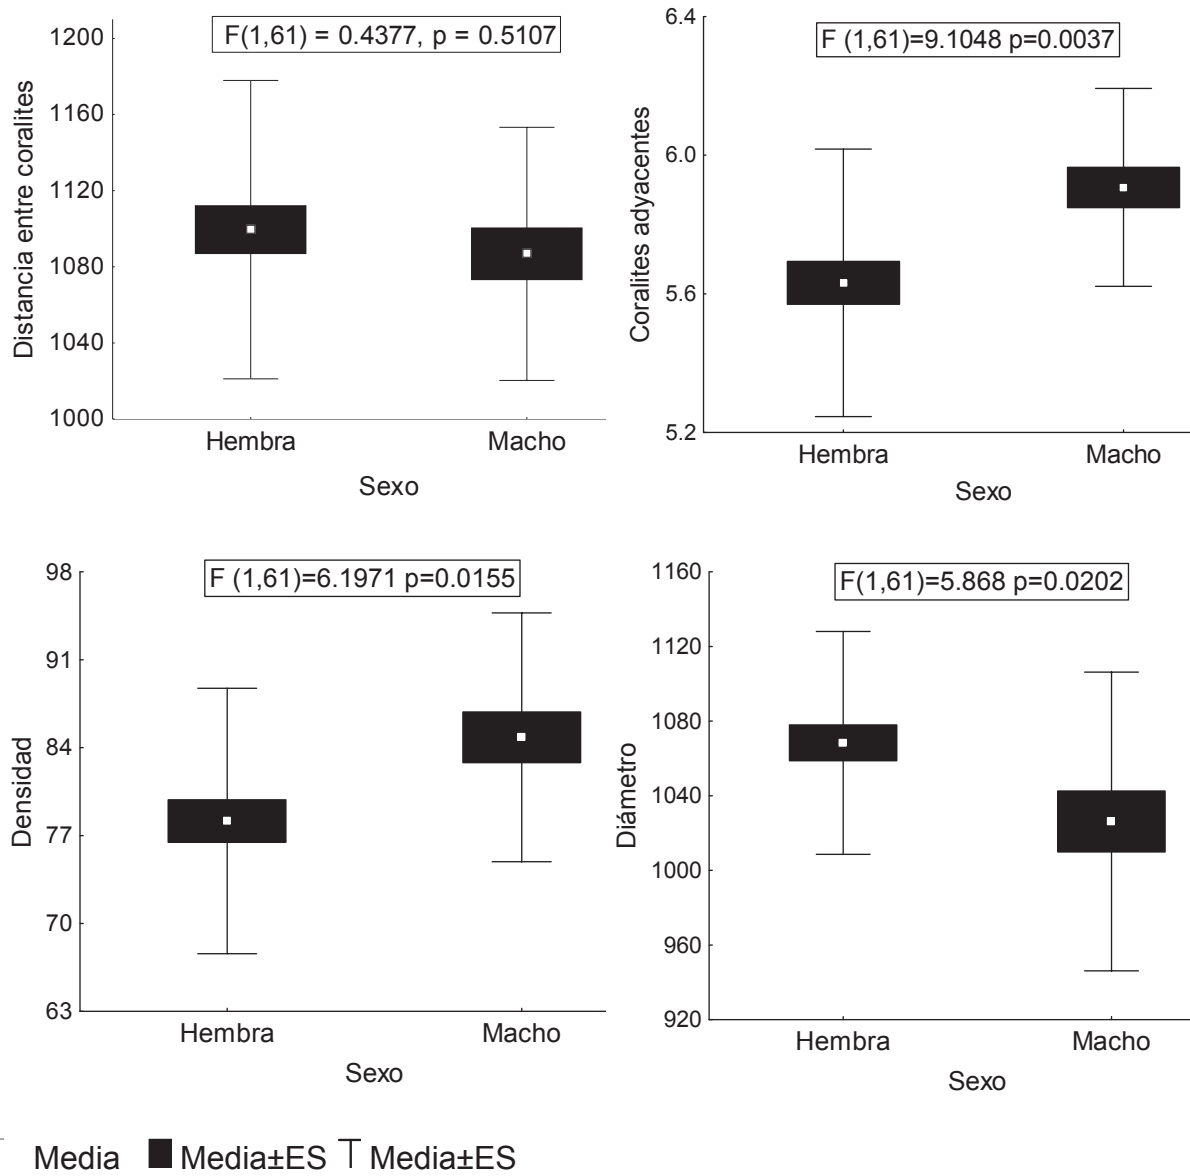 F(1,61) = 0.4377, p = 0.5107
1200
1160
1120
1080
1040
1000
Distancia entre coralites
Hembra Macho
Sexo
F (1,61)=9.1048 p=0.0037
6.4
6.0
5.6
5.2
Coralites adyacentes
Hembra Macho
Sexo
F (1,61)=6.1971 p=0.0155
98
91
84
77
70
63
Densidad
Hembra Macho
Sexo
F(1,61)=5.868 p=0.0202
1160
1120
1080
1040
1000
960
920
Diámetro
Hembra Macho
Sexo
Media Media±ES Media±ES